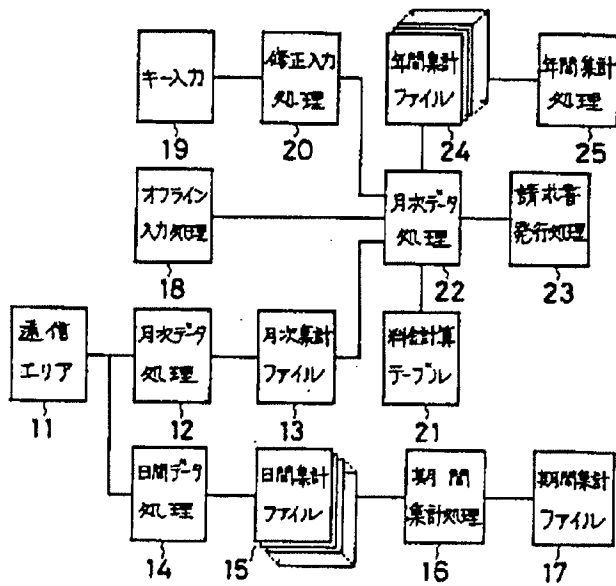 キー入力
19
修正入力
処理
20
年間集計
ファイル
24
年間集計
処理
25
オフライン
入力処理
18
月次データ
処理
22
請求書
発行処理
23
送信
エリア
11
月次データ
処理
12
月次集計
ファイル
13
料金計算
テーブル
21
日間データ
処理
14
日間集計
ファイル
15
期間
集計処理
16
期間集計
ファイル
17